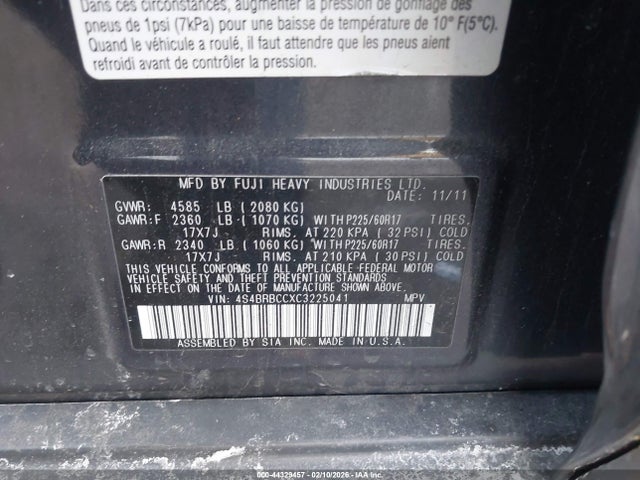 Dans ces circonstances, augmenter la pression de gonflage des
pneus de 1psi (7kPa) pour une baisse de température de 10° F(5°C).
Quand le véhicule a roulé, il faut attendre que les pneus aient
refroidi avant de contrôler la pression.
MFD BY FUJI HEAVY INDUSTRIES LTD.
DATE: 11/11
GVWR: 4585 LB ( 2080 KG)
GAWR:F 2360 LB ( 1070 KG) WITH P225/60R17 TIRES.
17X7J RIMS. AT 220 KPA ( 32 PSI) COLD
GAWR:R 2340 LB ( 1060 KG) WITH P225/60R17 TIRES.
17X7J RIMS. AT 210 KPA ( 30 PSI) COLD
THIS VEHICLE CONFORMS TO ALL APPLICABLE FEDERAL MOTOR
VEHICLE SAFETY, BUMPER, AND THEFT PREVENTION STANDARDS
IN EFFECT ON THE DATE OF MANUFACTURE SHOWN ABOVE.
VIN: 4S4BRBCCXC3225041 MPV
ASSEMBLED BY SIA INC. MADE IN U.S.A.
000-44329457 - 02/10/2026 - COPYRIGHT © IAA, LLC.